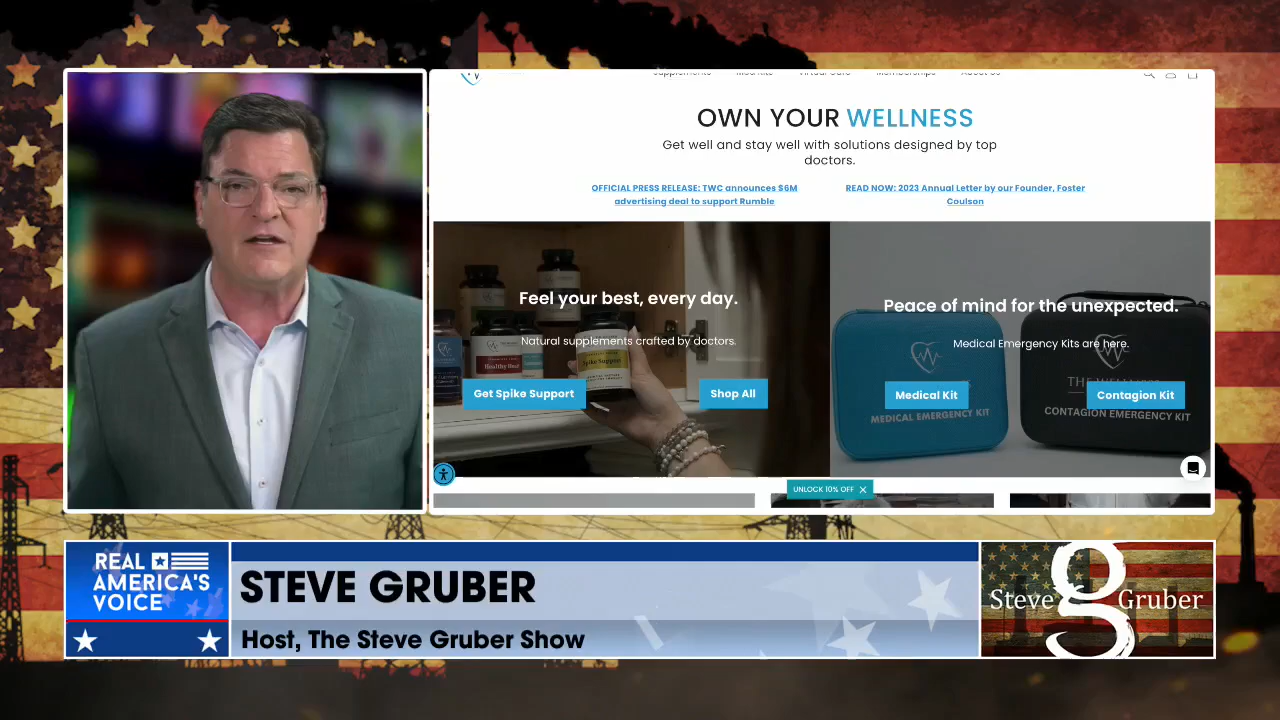 OWN YOUR WELLNESS
Get well and stay well with solutions designed by top
doctors.
OFFICIAL PRESS RELEASE: TWC announces $6M
advertising deal to support Rumble
READ NOW: 2023 Annual Letter by our Founder, Foster
Coulson
Feel your best, every day.
Natural supplements crafted by doctors.
Spike Support
Get Spike Support
Shop All
Peace of mind for the unexpected.
Medical Emergency Kits are here.
Medical Kit
Contagion Kit
MEDICAL EMERGENCY KIT
CONTAGION EMERGENCY KIT
UNLOCK 10% OFF
REAL
AMERICA'S
VOICE
STEVE GRUBER
Host, The Steve Gruber Show
Steve g Gruber